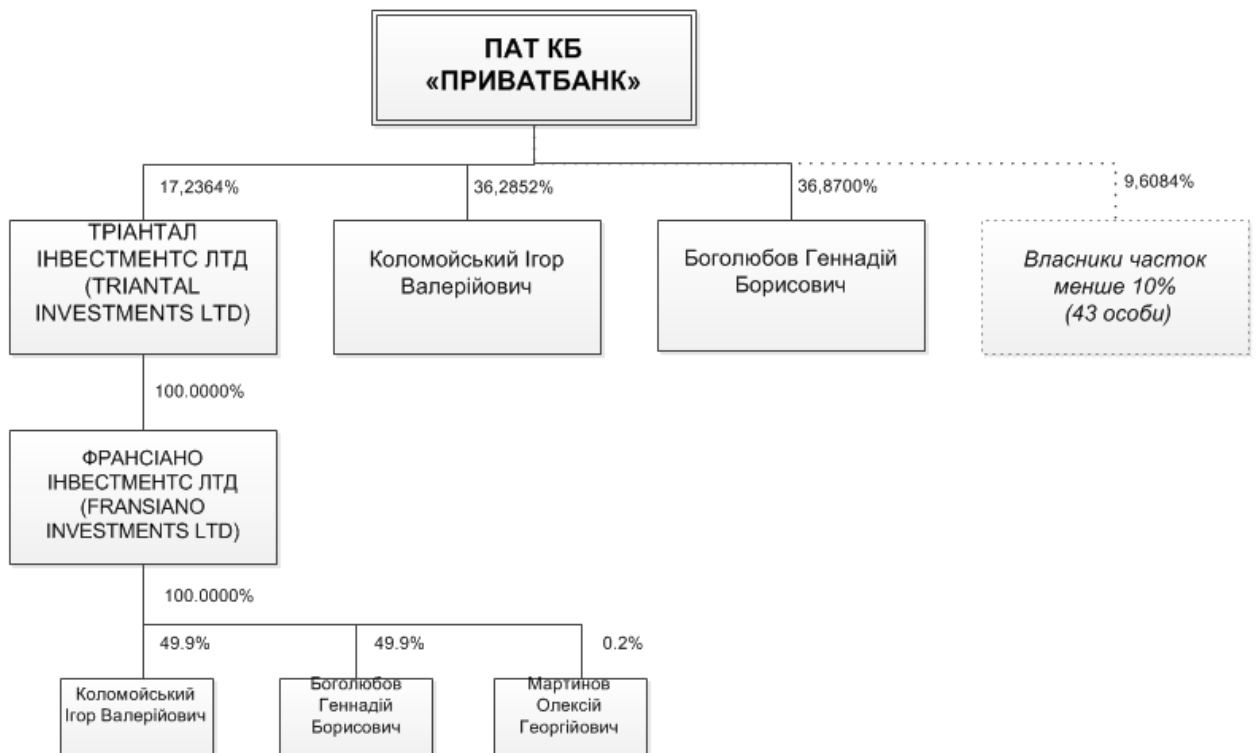 ПАТ КБ
«ПРИВАТБАНК»
17,2364%
36,2852%
36,8700%
9,6084%
ТРІАНТАЛ
ІНВЕСТМЕНТС ЛТД
(TRIANTAL
INVESTMENTS LTD)
Коломойський Ігор
Валерійович
Боголюбов Геннадій
Борисович
Власники часток
менше 10%
(43 особи)
100.0000%
ФРАНСІАНО
ІНВЕСТМЕНТС ЛТД
(FRANSIANO
INVESTMENTS LTD)
100.0000%
49.9%
49.9%
0.2%
Коломойський
Ігор Валерійович
Боголюбов
Геннадій
Борисович
Мартинов
Олексій
Георгійович